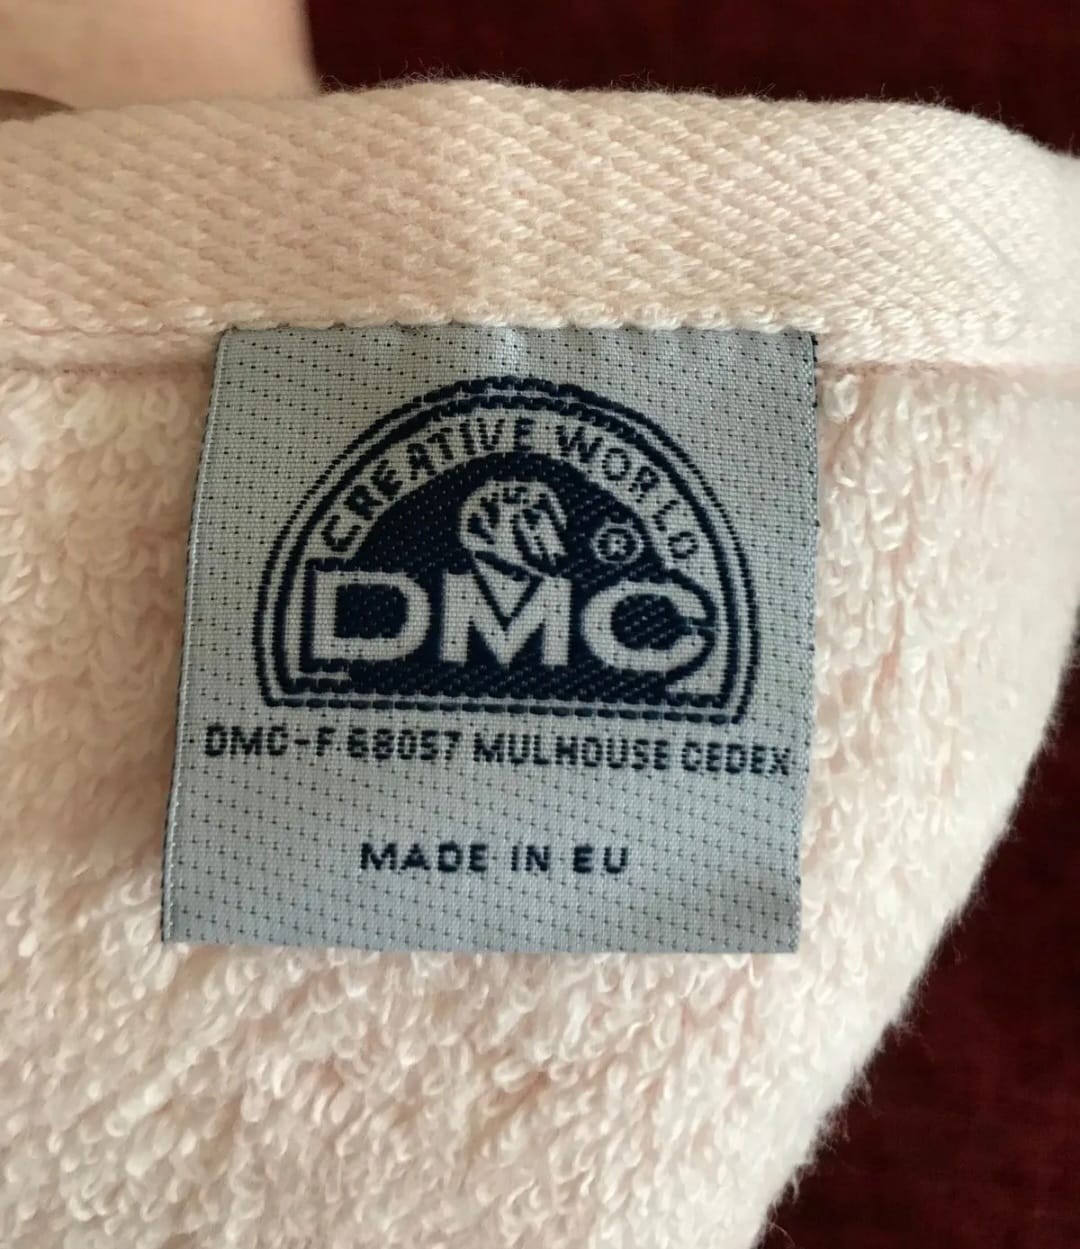 CREATIVE WORLD
®
DMC
DMC-F 68057 MULHOUSE CEDEX
MADE IN EU